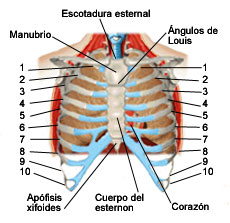 Escotadura esternal
Manubrio
Ángulos de
Louis
1 1
2 2
3 3
4 4
5 5
6 6
7 7
8 8
9 9
10 10
Apófisis
xifoides
Cuerpo del
esternon
Corazón